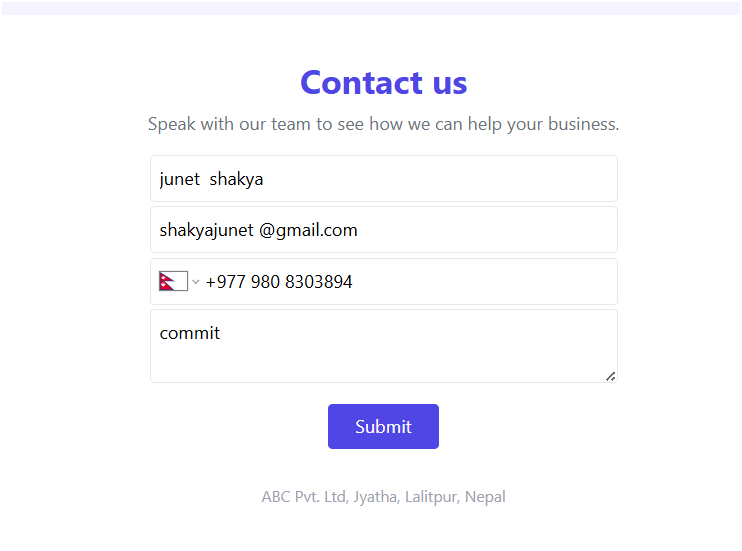 Contact us
Speak with our team to see how we can help your business.
junet  shakya
shakyajunet @gmail.com
+977 980 8303894
commit
Submit
ABC Pvt. Ltd, Jyatha, Lalitpur, Nepal